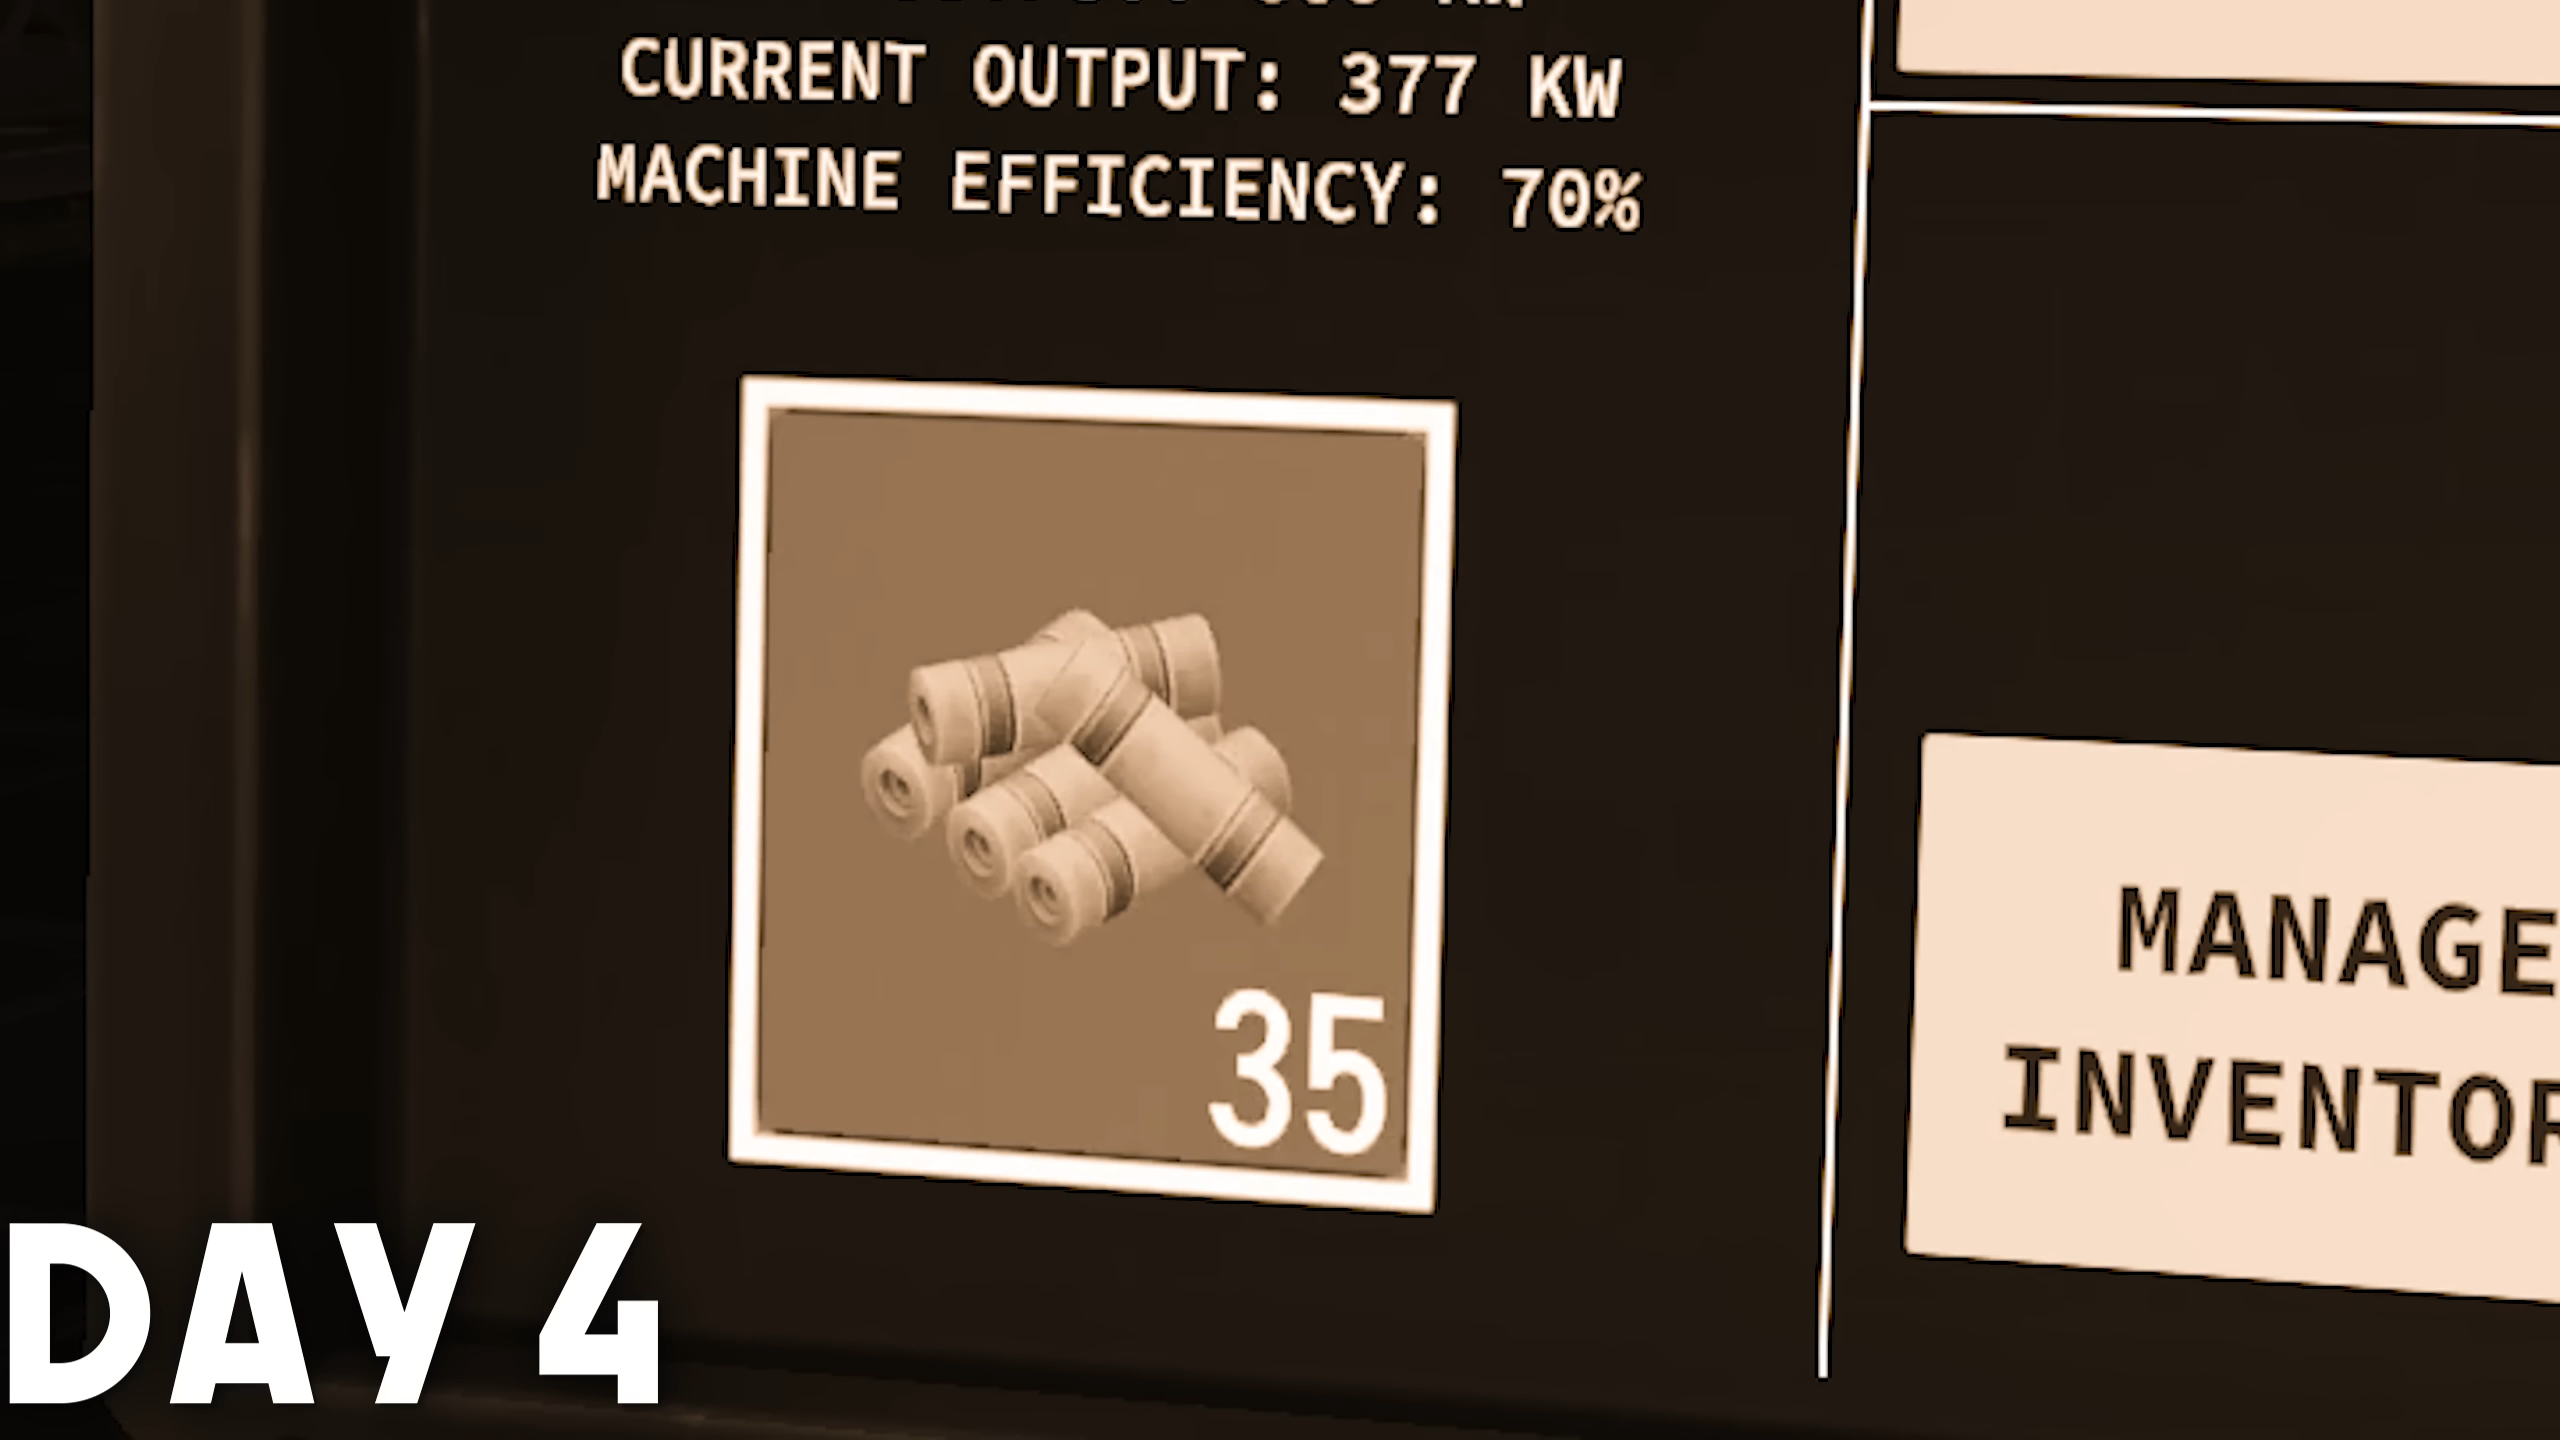 CURRENT OUTPUT: 377 KW
MACHINE EFFICIENCY: 70%
35
MANAGE
INVENTOR
DAY 4